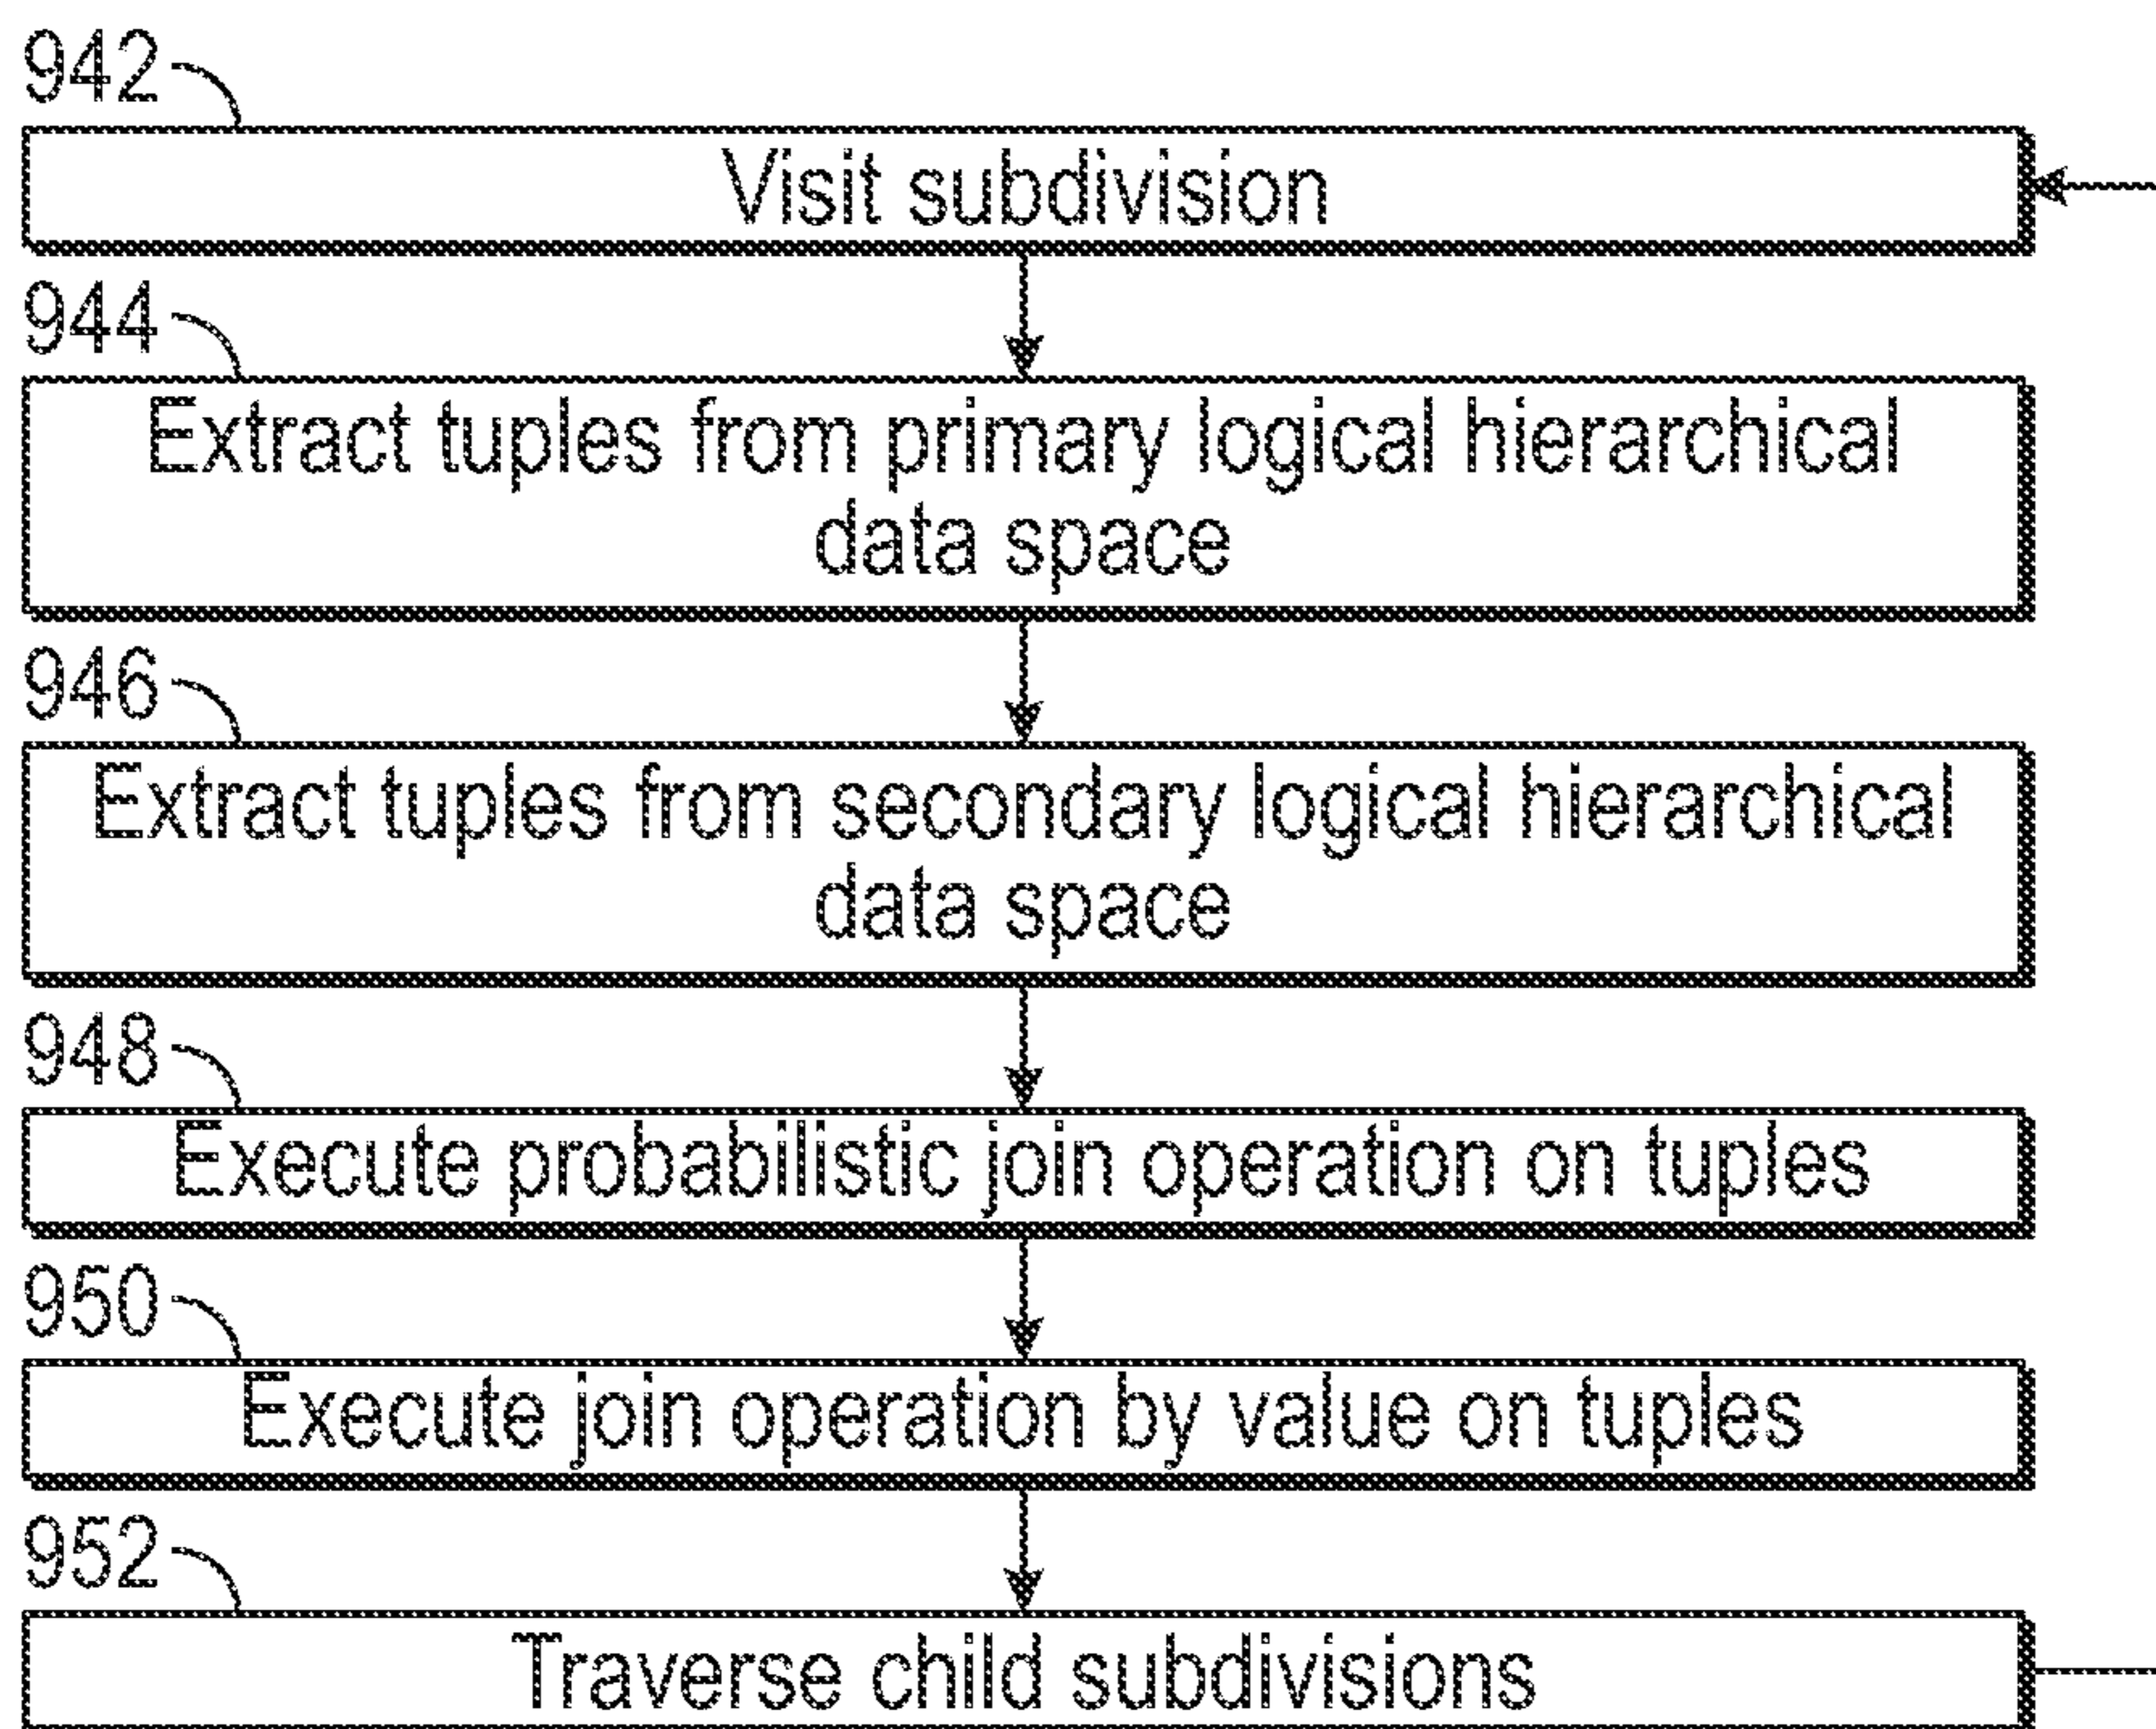 942
Visit subdivision
944
Extract tuples from primary logical hierarchical
data space
946
Extract tuples from secondary logical hierarchical
data space
948
Execute probabilistic join operation on tuples
950
Execute join operation by value on tuples
952
Traverse child subdivisions